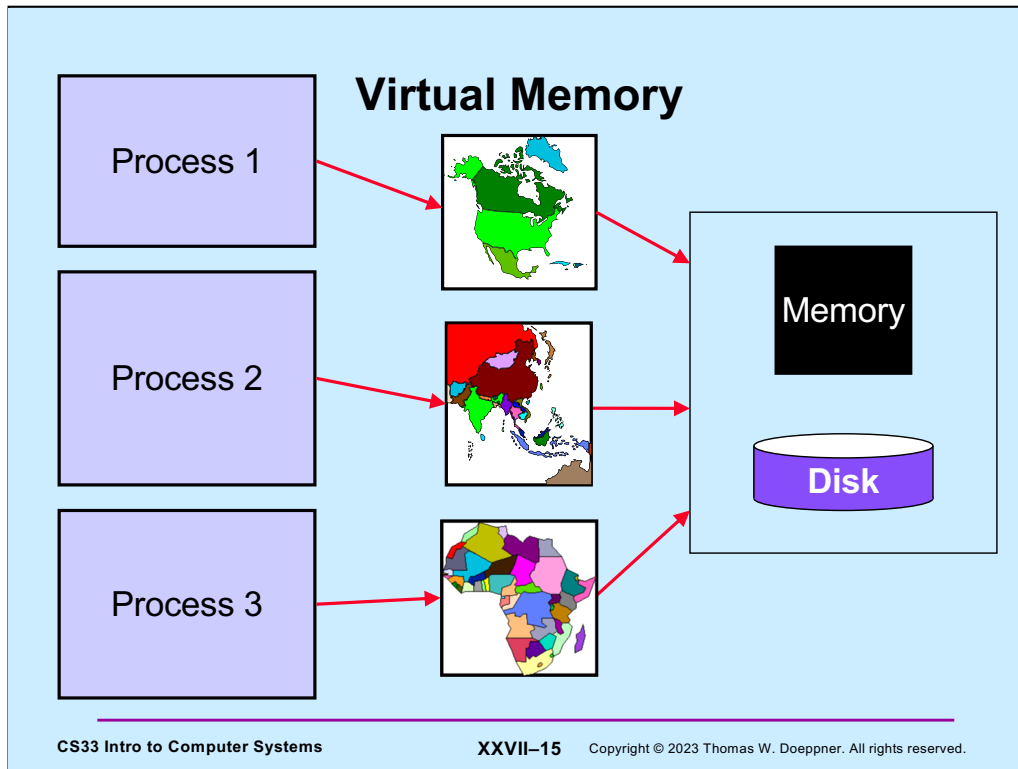 Virtual Memory
Process 1
Process 2
Process 3
Memory
Disk
CS33 Intro to Computer Systems
XXVII–15
Copyright © 2023 Thomas W. Doeppner. All rights reserved.